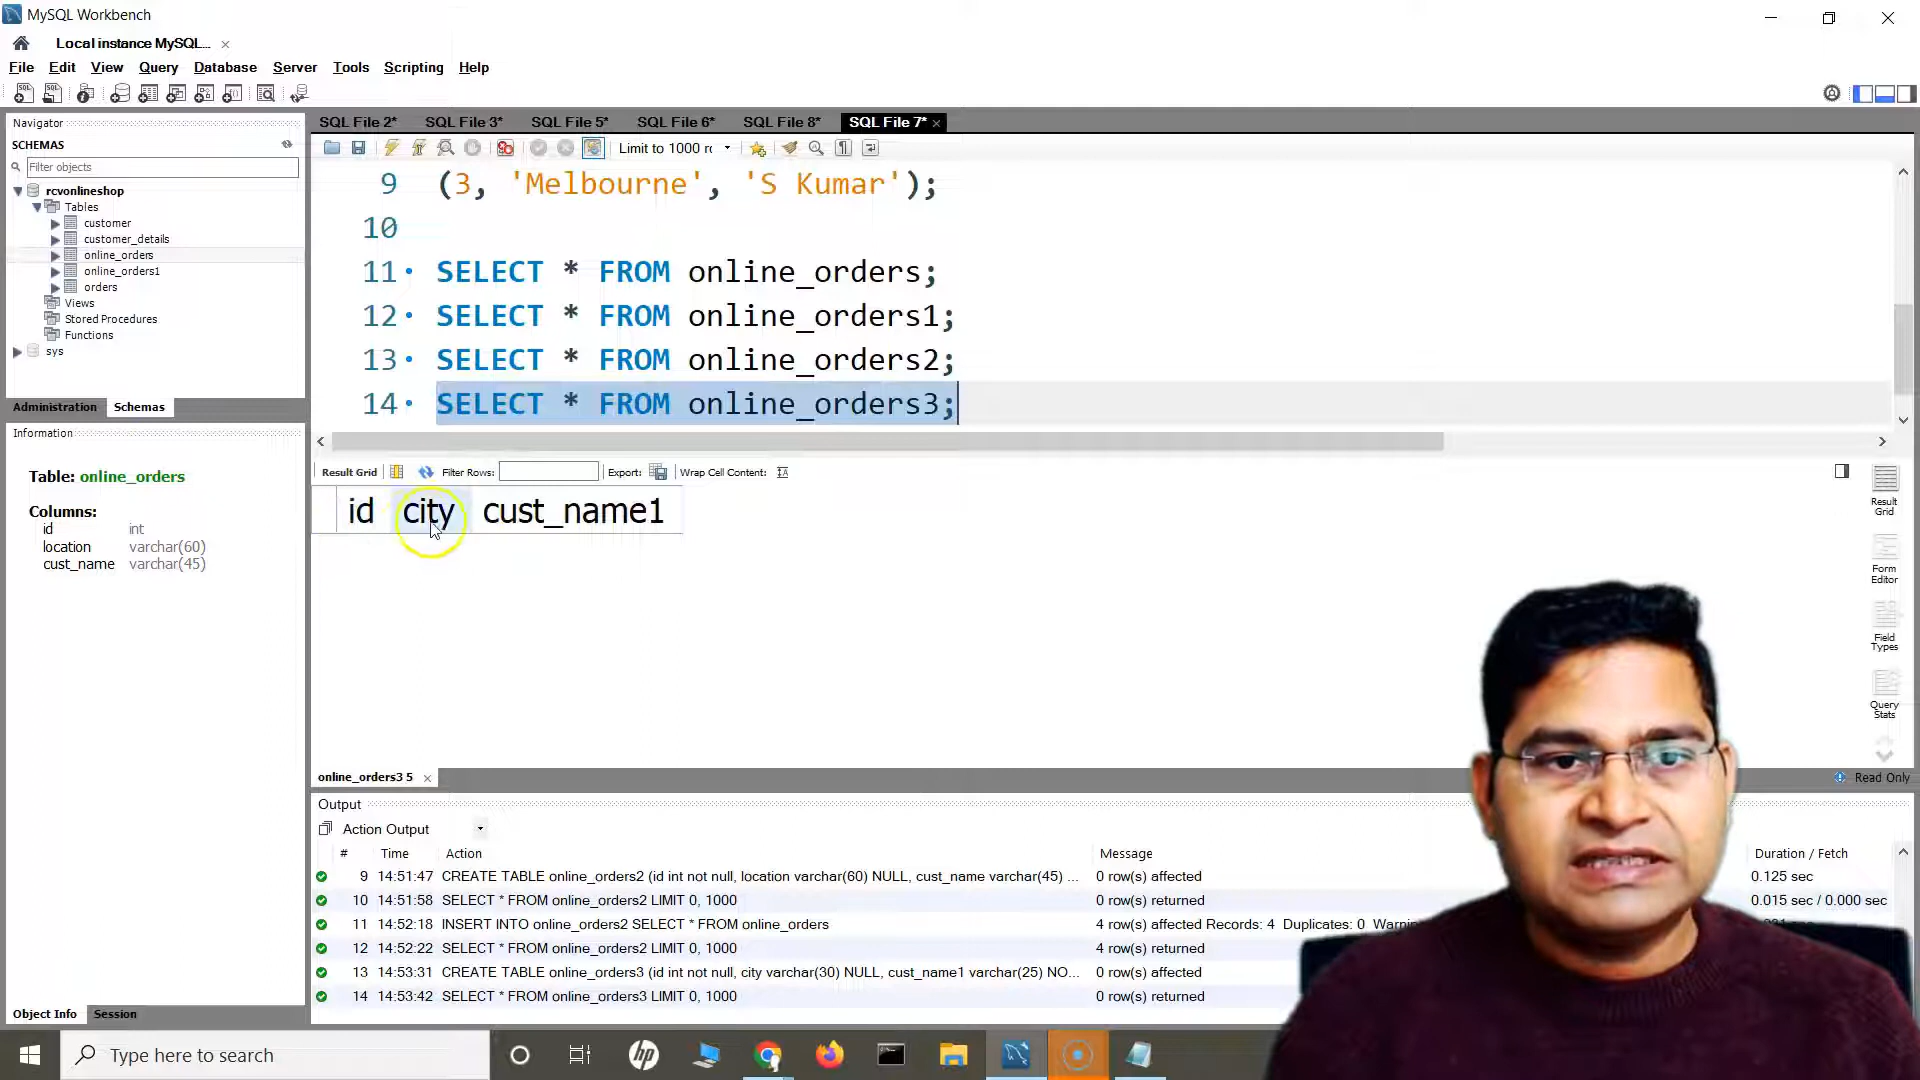 MySQL Workbench
Local instance MySQL...
File Edit View Query Database Server Tools Scripting Help
Navigator
SCHEMAS
Filter objects
rcvonlineshop
Tables
customer
customer_details
online_orders
online_orders1
orders
Views
Stored Procedures
Functions
sys
Administration Schemas
Information
Table: online_orders
Columns:
id int
location varchar(60)
cust_name varchar(45)
Object Info Session
SQL File 2* SQL File 3* SQL File 5* SQL File 6* SQL File 8* SQL File 7*
Limit to 1000 rc
9 (3, 'Melbourne', 'S Kumar');
10
11 SELECT * FROM online_orders;
12 SELECT * FROM online_orders1;
13 SELECT * FROM online_orders2;
14 SELECT * FROM online_orders3;
Result Grid Filter Rows: Export: Wrap Cell Content:
id city cust_name1
Result Grid
Form Editor
Field Types
Query Stats
online_orders3 5
Read Only
Output
Action Output
# Time Action Message Duration / Fetch
9 14:51:47 CREATE TABLE online_orders2 (id int not null, location varchar(60) NULL, cust_name varchar(45) ... 0 row(s) affected 0.125 sec
10 14:51:58 SELECT * FROM online_orders2 LIMIT 0, 1000 0 row(s) returned 0.015 sec / 0.000 sec
11 14:52:18 INSERT INTO online_orders2 SELECT * FROM online_orders 4 row(s) affected Records: 4 Duplicates: 0 Warnin
12 14:52:22 SELECT * FROM online_orders2 LIMIT 0, 1000 4 row(s) returned
13 14:53:31 CREATE TABLE online_orders3 (id int not null, city varchar(30) NULL, cust_name1 varchar(25) NO... 0 row(s) affected
14 14:53:42 SELECT * FROM online_orders3 LIMIT 0, 1000 0 row(s) returned
Type here to search
hp